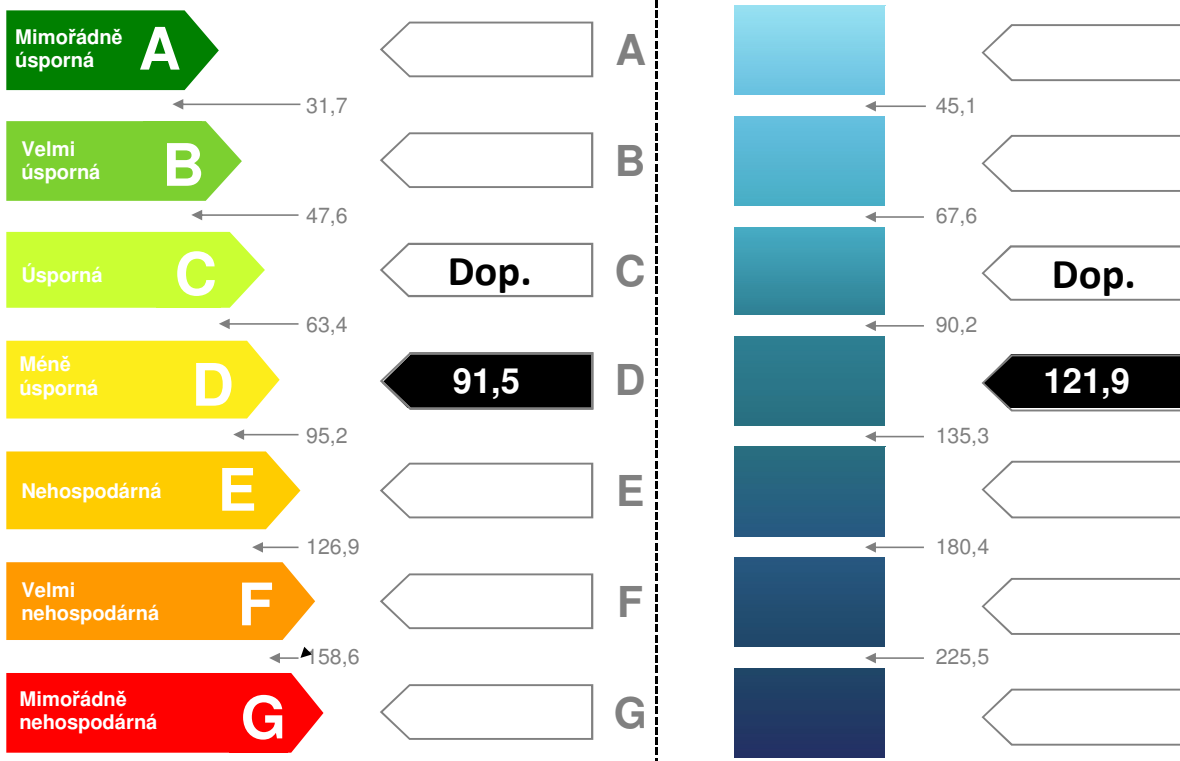 Mimořádně
úsporná
A
A
31,7
45,1
Velmi
úsporná
B
B
47,6
67,6
Úsporná
C
Dop.
C
Dop.
63,4
90,2
Méně
úsporná
D
91,5
D
121,9
95,2
135,3
Nehospodárná
E
E
126,9
180,4
Velmi
nehospodárná
F
F
158,6
225,5
Mimořádně
nehospodárná
G
G